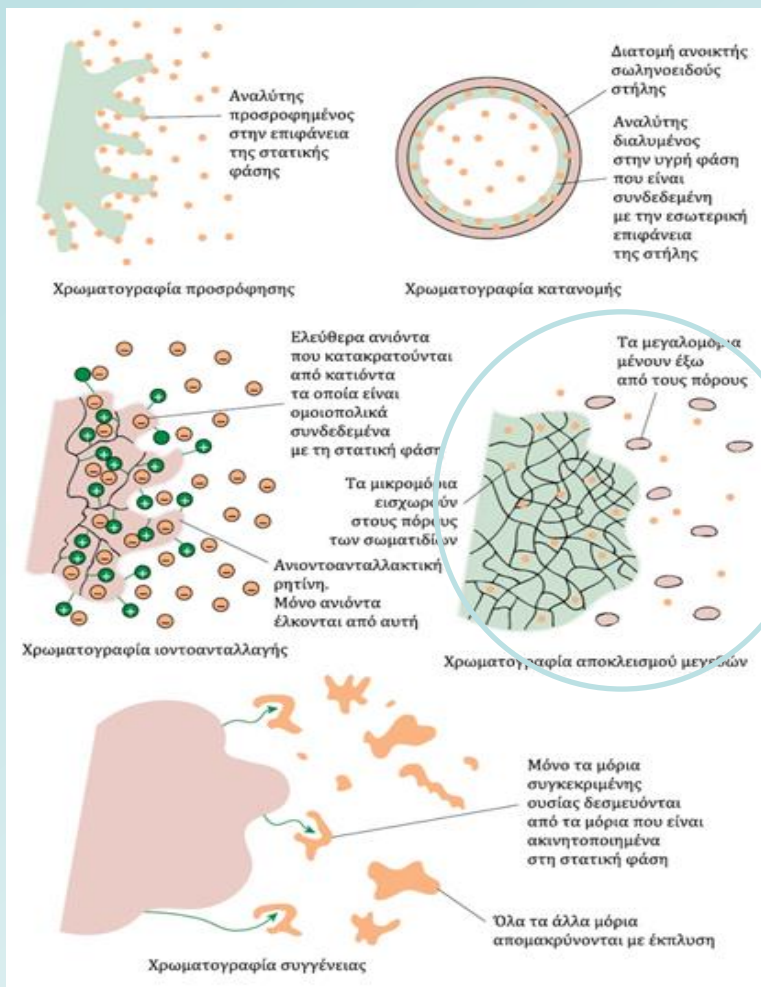 Αναλύτης
προσροφημένος
στην επιφάνεια
της στατικής
φάσης
Χρωματογραφία προσρόφησης
Διατομή ανοικτής
σωληνοειδούς
στήλης
Αναλύτης
διαλυμένος
στην υγρή φάση
που είναι
συνδεδεμένη
με την εσωτερική
επιφάνεια
της στήλης
Χρωματογραφία κατανομής
Ελεύθερα ανιόντα
που κατακρατούνται
από κατιόντα
τα οποία είναι
ομοιοπολικά
συνδεδεμένα
με τη στατική φάση
Ανιοντοανταλλακτική
ρητίνη.
Μόνο ανιόντα
έλκονται από αυτή
Χρωματογραφία ιοντοανταλλαγής
Τα μεγαλομόρια
μένουν έξω
από τους πόρους
Τα μικρομόρια
εισχωρούν
στους πόρους
των σωματιδίων
Χρωματογραφία αποκλεισμού μεγεθών
Μόνο τα μόρια
συγκεκριμένης
ουσίας δεσμευόνται
από τα μόρια που είναι
ακινητοποιημένα
στη στατική φάση
Όλα τα άλλα μόρια
απομακρύνονται με έκπλυση
Χρωματογραφία συγγένειας